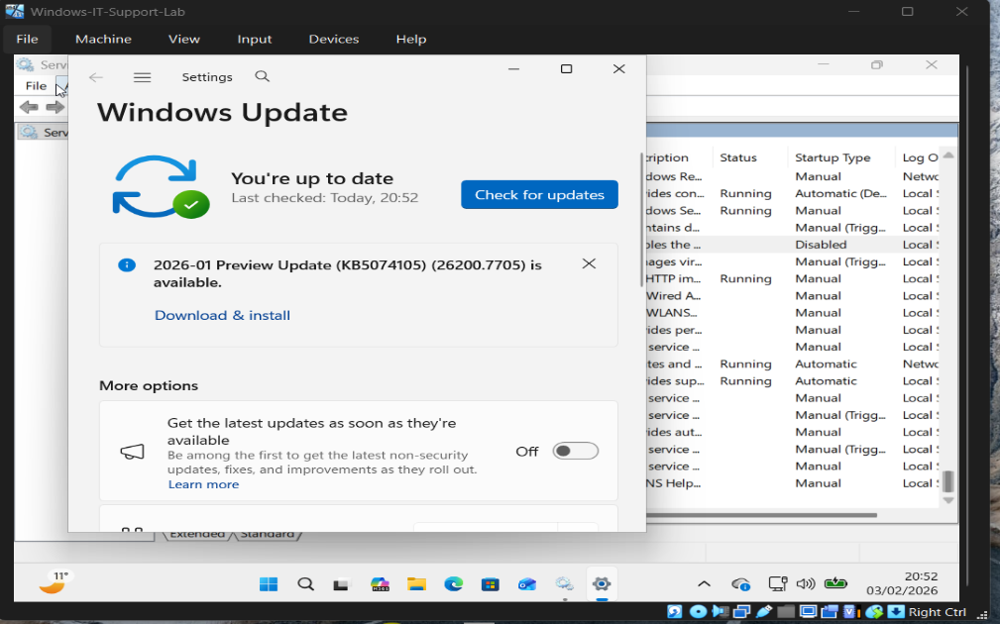 Windows-IT-Support-Lab
File Machine View Input Devices Help
Serv
File
Serv
Settings
Windows Update
You're up to date
Last checked: Today, 20:52
Check for updates
2026-01 Preview Update (KB5074105) (26200.7705) is
available.
Download & install
More options
Get the latest updates as soon as they're
available
Be among the first to get the latest non-security
updates, fixes, and improvements as they roll out.
Learn more
Off
cription Status Startup Type Log O
dows Re... Manual Netwo
ides con... Running Automatic (De... Local
dows Se... Running Manual Local
ntains d... Manual (Trigg... Local
bles the ... Disabled Local
ages vir... Manual (Trigg... Local
HTTP im... Running Manual Local
Wired A... Manual Local
WLANS... Manual Local
ides per... Manual Local
service ... Manual Local
tes and ... Running Automatic Netwo
ides sup... Running Automatic Local
service ... Manual Local
service ... Manual (Trigg... Local
ides aut... Manual Local
service ... Manual (Trigg... Local
service ... Manual Local
NS Help... Manual Local
Extended Standard
11°
20:52
03/02/2026
Right Ctrl